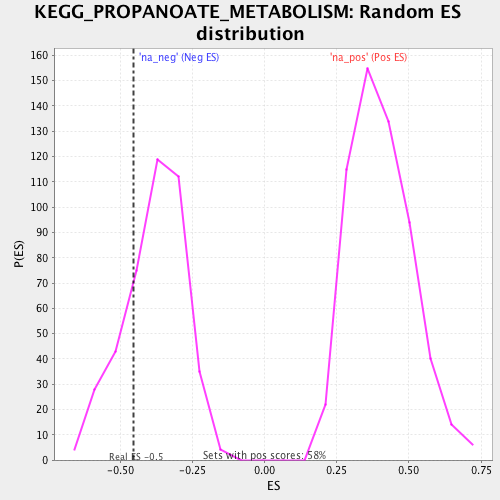 KEGG_PROPANOATE_METABOLISM: Random ES
distribution
'na_neg' (Neg ES)
'na_pos' (Pos ES)
160
150
140
130
120
110
100
90
80
70
60
50
40
30
20
10
0
P(ES)
Real ES -0.5
Sets with pos scores: 58%
-0.50 -0.25 0.00 0.25 0.50 0.75
ES